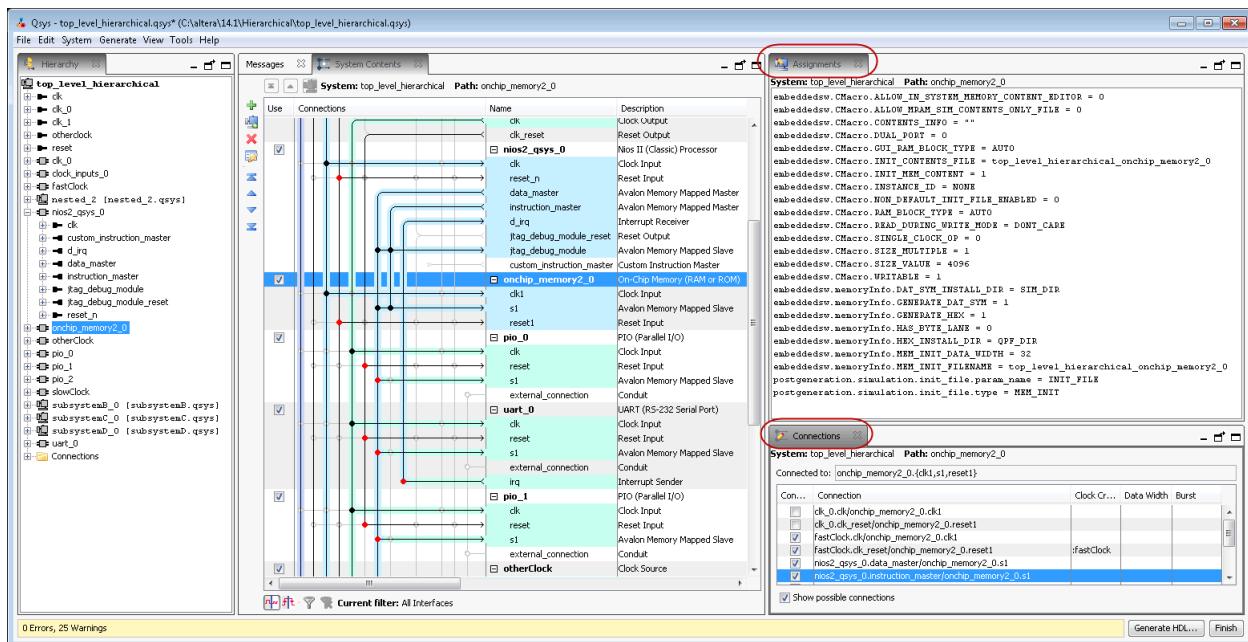 Qsys - top_level_hierarchical.qsys* (C:\altera\14.1\Hierarchical\top_level_hierarchical.qsys)
File Edit System Generate View Tools Help
Hierarchy
top_level_hierarchical
clk
clk_0
clk_1
otherclock
reset
clk_0
clock_inputs_0
fastClock
nested_2 [nested_2.qsys]
nios2_qsys_0
clk
custom_instruction_master
d_irq
data_master
instruction_master
jtag_debug_module
jtag_debug_module_reset
reset_n
onchip_memory2_0
otherClock
pio_0
pio_1
pio_2
slowClock
subsystemB_0 [subsystemB.qsys]
subsystemC_0 [subsystemC.qsys]
subsystemD_0 [subsystemD.qsys]
uart_0
Connections
Messages System Contents
System: top_level_hierarchical Path: onchip_memory2_0
Use Connections Name Description
clk Clock Output
clk_reset Reset Output
nios2_qsys_0 Nios II (Classic) Processor
clk Clock Input
reset_n Reset Input
data_master Avalon Memory Mapped Master
instruction_master Avalon Memory Mapped Master
d_irq Interrupt Receiver
jtag_debug_module_reset Reset Output
jtag_debug_module Avalon Memory Mapped Slave
custom_instruction_master Custom Instruction Master
onchip_memory2_0 On-Chip Memory (RAM or ROM)
clk1 Clock Input
s1 Avalon Memory Mapped Slave
reset1 Reset Input
pio_0 PIO (Parallel I/O)
clk Clock Input
reset Reset Input
s1 Avalon Memory Mapped Slave
external_connection Conduit
uart_0 UART (RS-232 Serial Port)
clk Clock Input
reset Reset Input
s1 Avalon Memory Mapped Slave
external_connection Conduit
irq Interrupt Sender
pio_1 PIO (Parallel I/O)
clk Clock Input
reset Reset Input
s1 Avalon Memory Mapped Slave
external_connection Conduit
otherClock Clock Source
Current filter: All Interfaces
Assignments
System: top_level_hierarchical Path: onchip_memory2_0
embeddedsw.CMacro.ALLOW_IN_SYSTEM_MEMORY_CONTENT_EDITOR = 0
embeddedsw.CMacro.ALLOW_MRAM_SIM_CONTENTS_ONLY_FILE = 0
embeddedsw.CMacro.CONTENTS_INFO = ""
embeddedsw.CMacro.DUAL_PORT = 0
embeddedsw.CMacro.GUI_RAM_BLOCK_TYPE = AUTO
embeddedsw.CMacro.INIT_CONTENTS_FILE = top_level_hierarchical_onchip_memory2_0
embeddedsw.CMacro.INIT_MEM_CONTENT = 1
embeddedsw.CMacro.INSTANCE_ID = NONE
embeddedsw.CMacro.NON_DEFAULT_INIT_FILE_ENABLED = 0
embeddedsw.CMacro.RAM_BLOCK_TYPE = AUTO
embeddedsw.CMacro.READ_DURING_WRITE_MODE = DONT_CARE
embeddedsw.CMacro.SINGLE_CLOCK_OP = 0
embeddedsw.CMacro.SIZE_MULTIPLE = 1
embeddedsw.CMacro.SIZE_VALUE = 4096
embeddedsw.CMacro.WRITABLE = 1
embeddedsw.memoryInfo.DAT_SYM_INSTALL_DIR = SIM_DIR
embeddedsw.memoryInfo.GENERATE_DAT_SYM = 1
embeddedsw.memoryInfo.GENERATE_HEX = 1
embeddedsw.memoryInfo.HAS_BYTE_LANE = 0
embeddedsw.memoryInfo.HEX_INSTALL_DIR = QPF_DIR
embeddedsw.memoryInfo.MEM_INIT_DATA_WIDTH = 32
embeddedsw.memoryInfo.MEM_INIT_FILENAME = top_level_hierarchical_onchip_memory2_0
postgeneration.simulation.init_file.param_name = INIT_FILE
postgeneration.simulation.init_file.type = MEM_INIT
Connections
System: top_level_hierarchical Path: onchip_memory2_0
Connected to: onchip_memory2_0.{clk1,s1,reset1}
Con... Connection Clock Cr... Data Width Burst
clk_0.clk/onchip_memory2_0.clk1
clk_0.clk_reset/onchip_memory2_0.reset1
fastClock.clk/onchip_memory2_0.clk1
fastClock.clk_reset/onchip_memory2_0.reset1 :fastClock
nios2_qsys_0.data_master/onchip_memory2_0.s1
nios2_qsys_0.instruction_master/onchip_memory2_0.s1
Show possible connections
0 Errors, 25 Warnings
Generate HDL... Finish